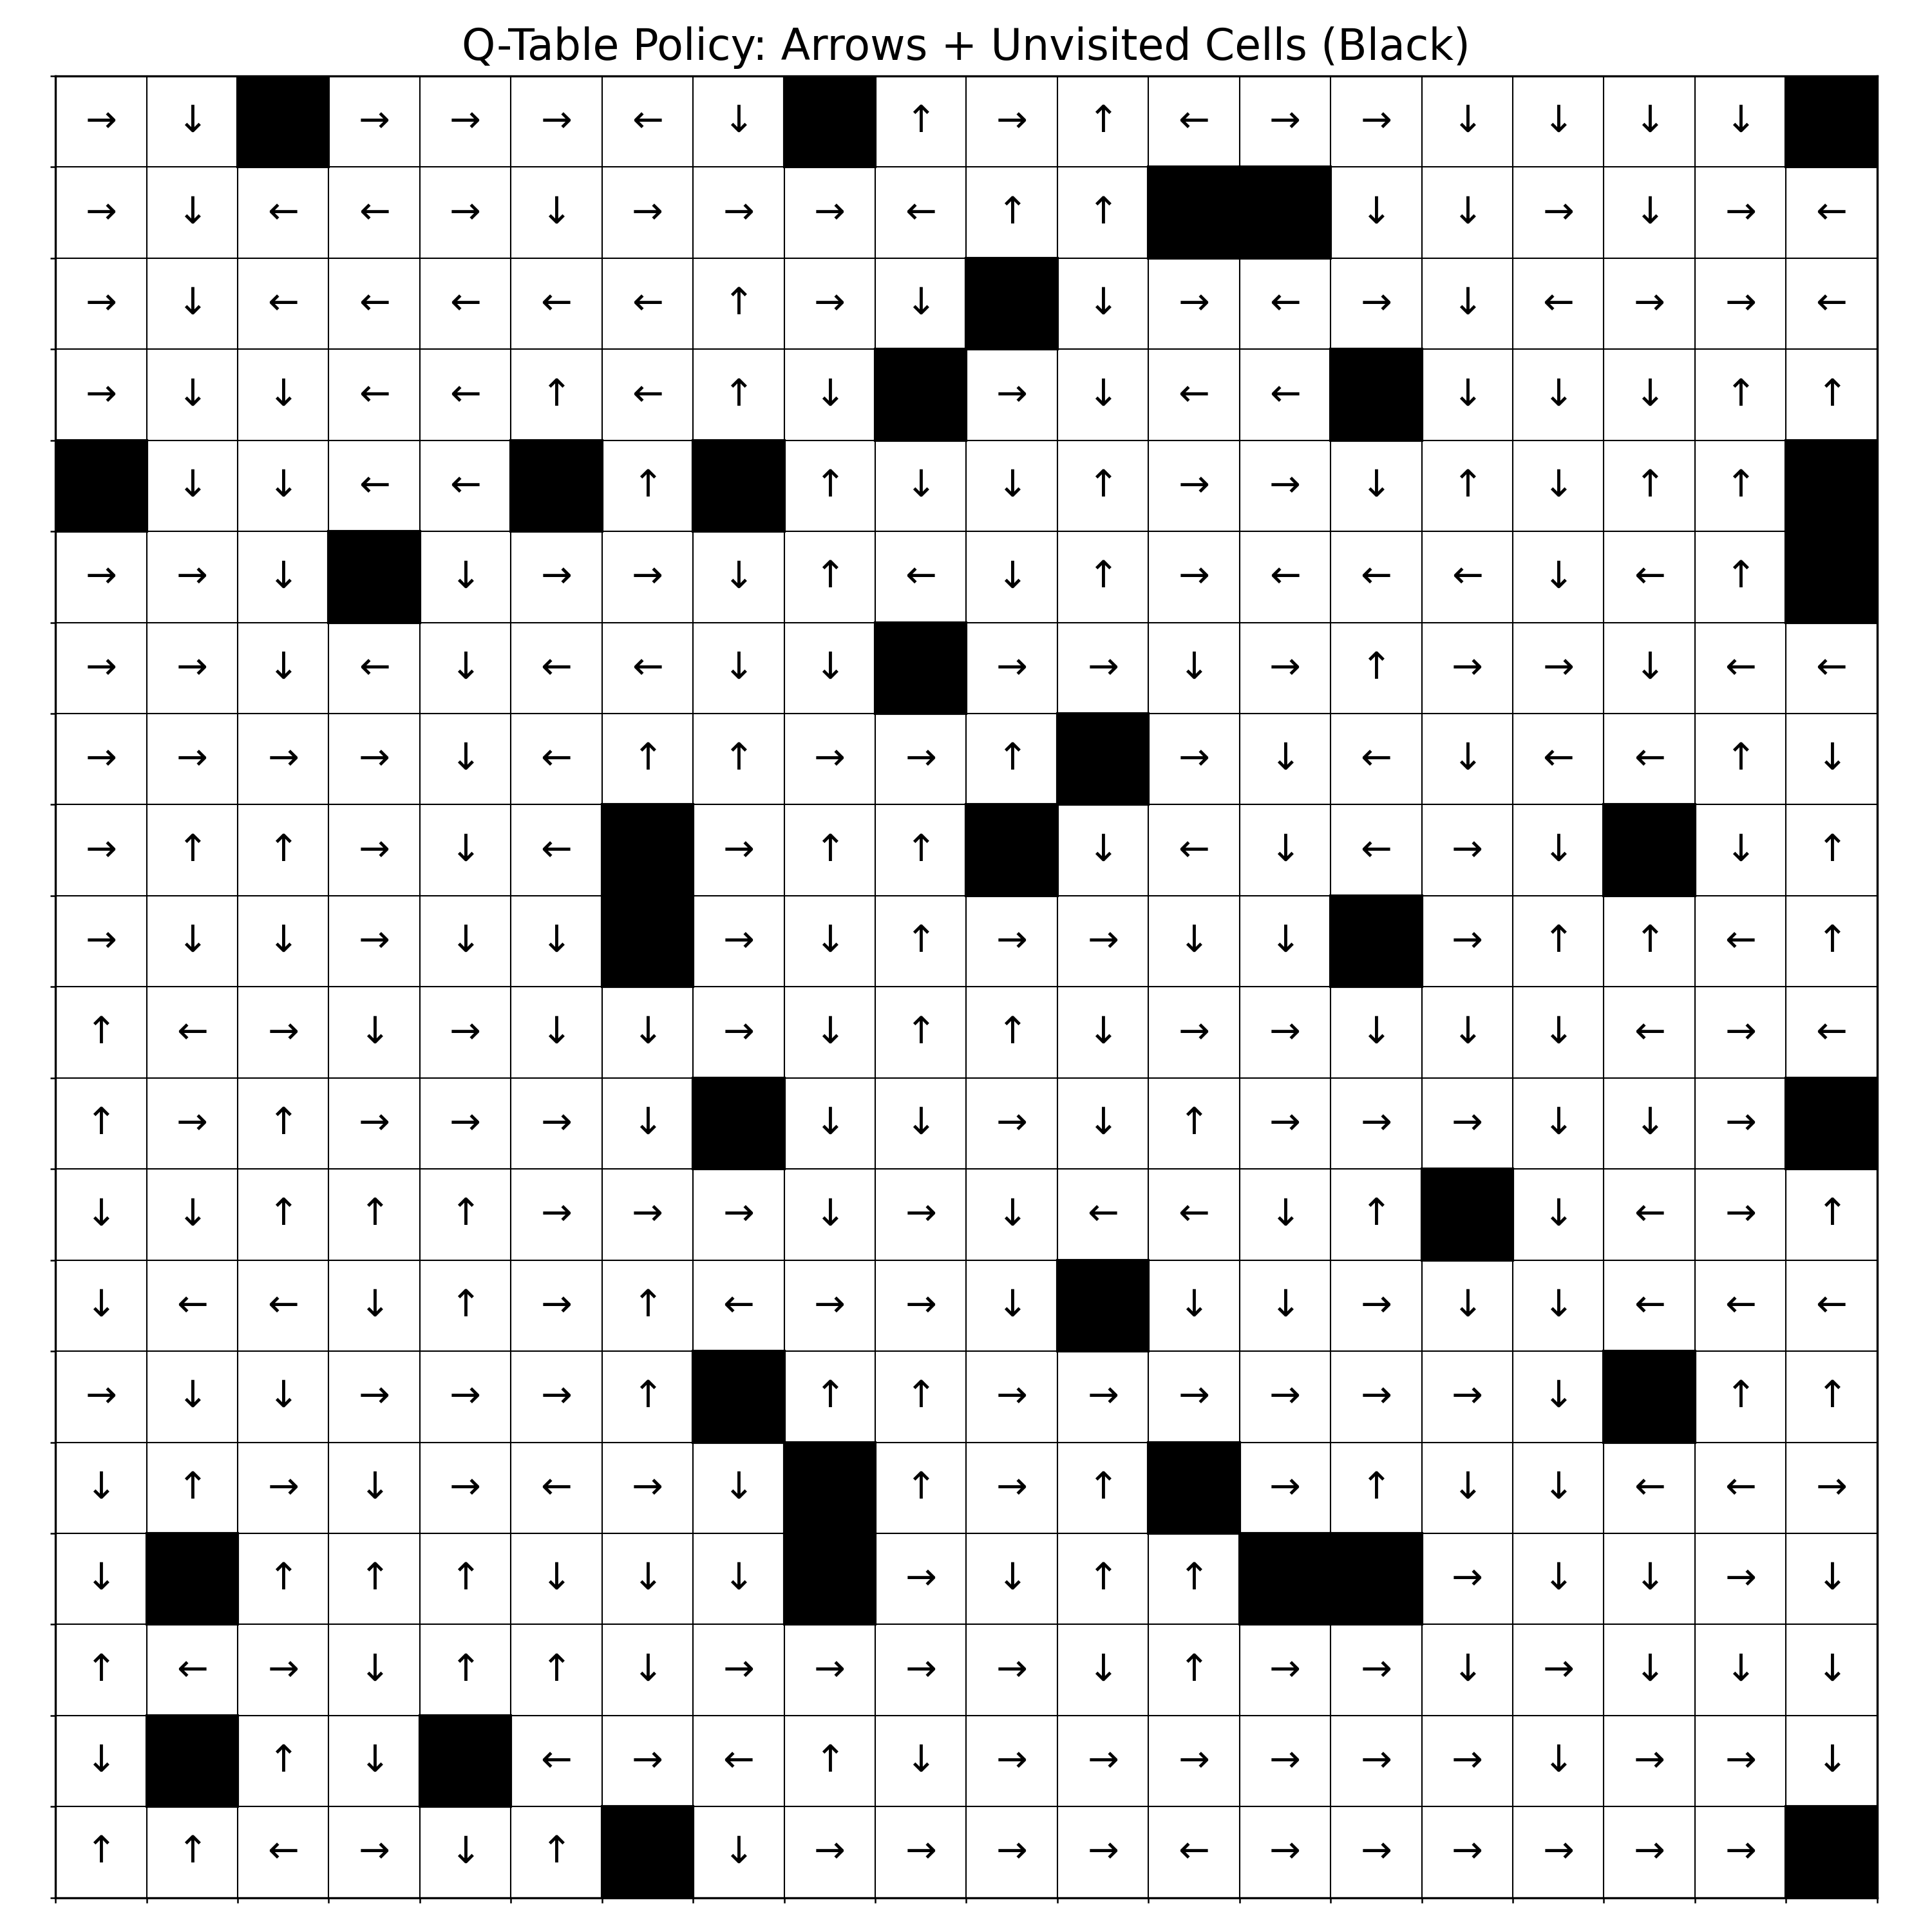 Q-Table Policy: Arrows + Unvisited Cells (Black)
→ ↓ → → → ← ↓ ↑ → ↑ ← → → ↓ ↓ ↓ ↓
→ ↓ ← ← → ↓ → → → ← ↑ ↑ ↓ ↓ → ↓ → ←
→ ↓ ← ← ← ← ← ↑ → ↓ ↓ → ← → ↓ ← → → ←
→ ↓ ↓ ← ← ↑ ← ↑ ↓ → ↓ ← ← ↓ ↓ ↓ ↑ ↑
↓ ↓ ← ← ↑ ↑ ↓ ↓ ↑ → → ↓ ↑ ↓ ↑ ↑
→ → ↓ ↓ → → ↓ ↑ ← ↓ ↑ → ← ← ← ↓ ← ↑
→ → ↓ ← ↓ ← ← ↓ ↓ → → ↓ → ↑ → → ↓ ← ←
→ → → → ↓ ← ↑ ↑ → → ↑ → ↓ ← ↓ ← ← ↑ ↓
→ ↑ ↑ → ↓ ← → ↑ ↑ ↓ ← ↓ ← → ↓ ↓ ↑
→ ↓ ↓ → ↓ ↓ → ↓ ↑ → → ↓ ↓ → ↑ ↑ ← ↑
↑ ← → ↓ → ↓ ↓ → ↓ ↑ ↑ ↓ → → ↓ ↓ ↓ ← → ←
↑ → ↑ → → → ↓ ↓ ↓ → ↓ ↑ → → → ↓ ↓ →
↓ ↓ ↑ ↑ ↑ → → → ↓ → ↓ ← ← ↓ ↑ ↓ ← → ↑
↓ ← ← ↓ ↑ → ↑ ← → → ↓ ↓ ↓ → ↓ ↓ ← ← ←
→ ↓ ↓ → → → ↑ ↑ ↑ → → → → → → ↓ ↑ ↑
↓ ↑ → ↓ → ← → ↓ ↑ → ↑ → ↑ ↓ ↓ ← ← →
↓ ↑ ↑ ↑ ↓ ↓ ↓ → ↓ ↑ ↑ → ↓ ↓ → ↓
↑ ← → ↓ ↑ ↑ ↓ → → → → ↓ ↑ → → ↓ → ↓ ↓ ↓
↓ ↑ ↓ ← → ← ↑ ↓ → → → → → → ↓ → → ↓
↑ ↑ ← → ↓ ↑ ↓ → → → → ← → → → → → →